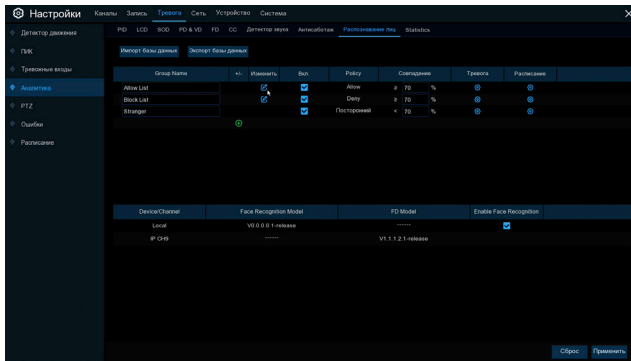 Настройки Каналы Запись Тревога Сеть Устройство Система
PID LCD SOD PD & VD FD CC Детектор звука Антисаботаж Распознавание лиц Statistics
Детектор движения
ПИК
Тревожные входы
Аналитика
PTZ
Ошибки
Расписание
Импорт базы данных Экспорт базы данных
Group Name +/- Изменить Вкл. Policy Совпадение Тревога Расписание
Allow List Allow ≥ 70 %
Block List Deny ≥ 70 %
Stranger Посторонний < 70 %
Device/Channel Face Recognition Model FD Model Enable Face Recognition
Local V0.0.0.1-release ------
IP CH9 ------ V1.1.1.2.1-release
Сброс Применить